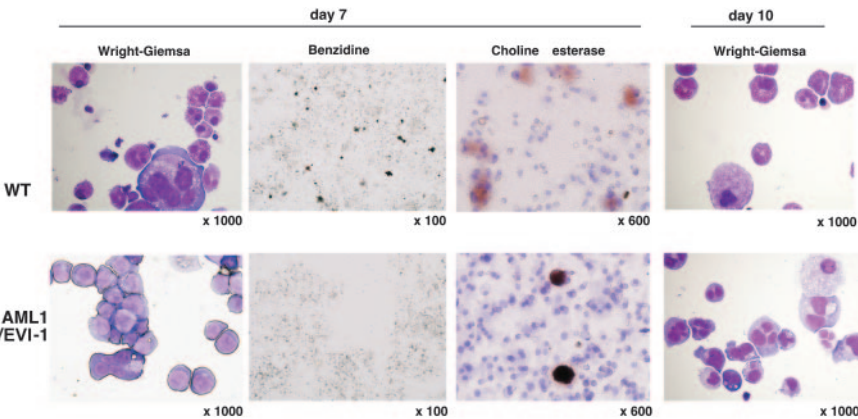 day 7
day 10
Wright-Giemsa
Benzidine
Choline esterase
Wright-Giemsa
WT
x 1000
x 100
x 600
x 1000
AML1
/EVI-1
x 1000
x 100
x 600
x 1000